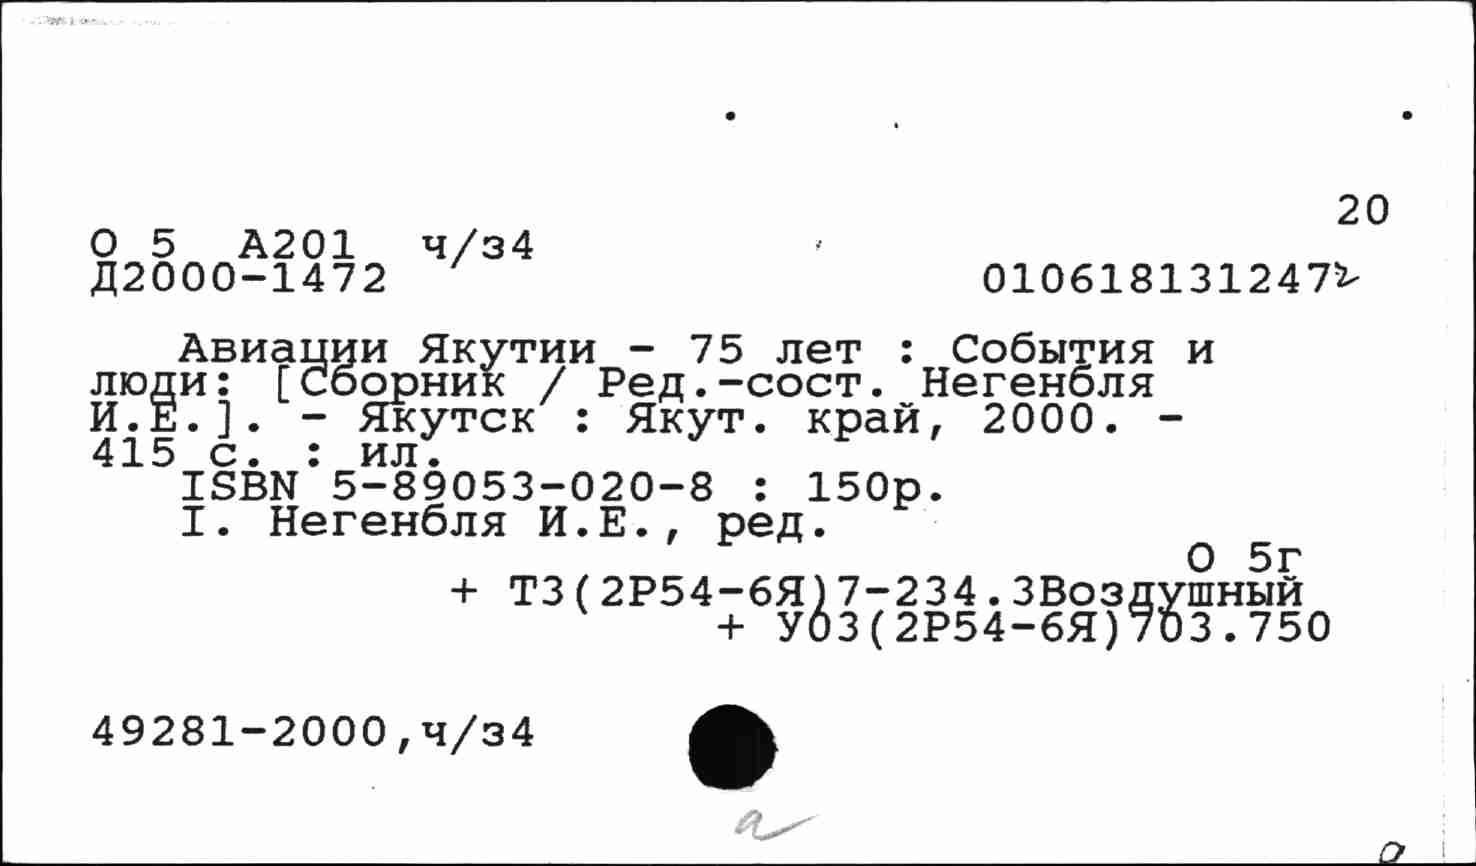 20
О 5 А201 ч/з4
Д2000-1472 010618131247
Авиации Якутии - 75 лет : События и
люди: [Сборник / Ред.-сост. Негенбля
И.Е.]. - Якутск : Якут. край, 2000. -
415 с. : ил.
ISBN 5-89053-020-8 : 150р.
I. Негенбля И.Е., ред.
О 5г
+ Т3(2Р54-6Я)7-234.3Воздушный
+ У03(2Р54-6Я)703.750
49281-2000,ч/з4
а
а